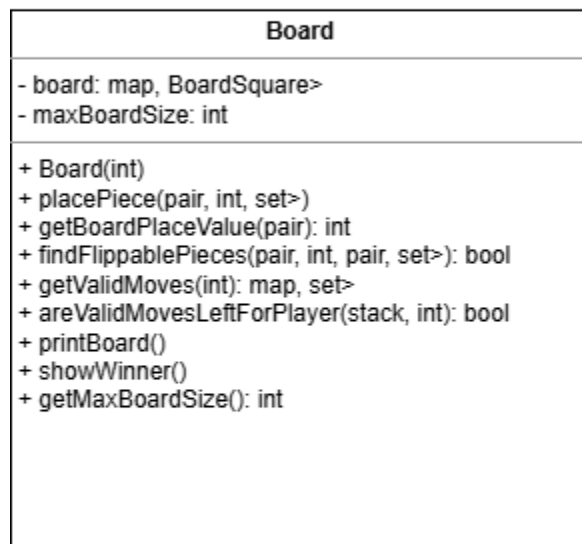 Board
- board: map, BoardSquare>
- maxBoardSize: int
+ Board(int)
+ placePiece(pair, int, set>)
+ getBoardPlaceValue(pair): int
+ findFlippablePieces(pair, int, pair, set>): bool
+ getValidMoves(int): map, set>
+ areValidMovesLeftForPlayer(stack, int): bool
+ printBoard()
+ showWinner()
+ getMaxBoardSize(): int